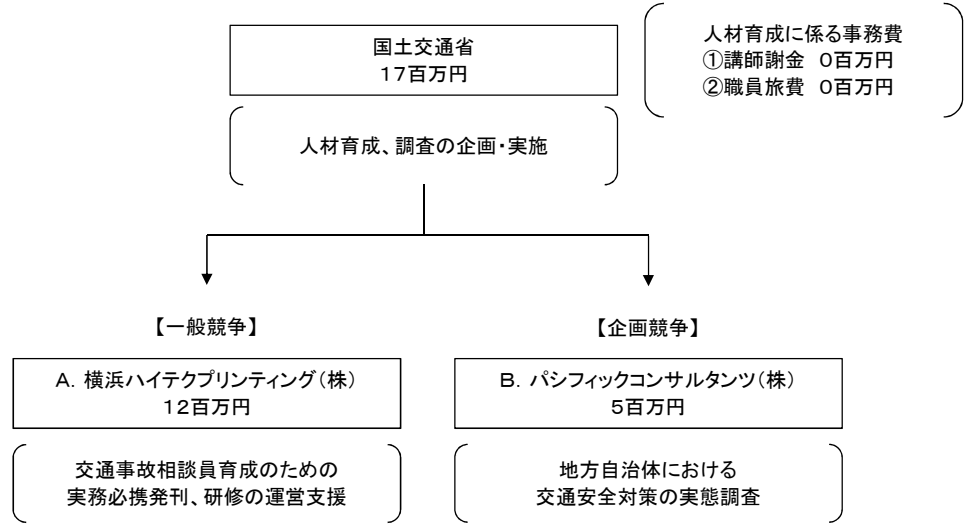 国土交通省
17百万円
人材育成に係る事務費
①講師謝金　0百万円
②職員旅費　0百万円
人材育成、調査の企画・実施
【一般競争】
【企画競争】
A．横浜ハイテクプリンティング（株）
12百万円
B．パシフィックコンサルタンツ（株）
5百万円
交通事故相談員育成のための
実務必携発刊、研修の運営支援
地方自治体における
交通安全対策の実態調査